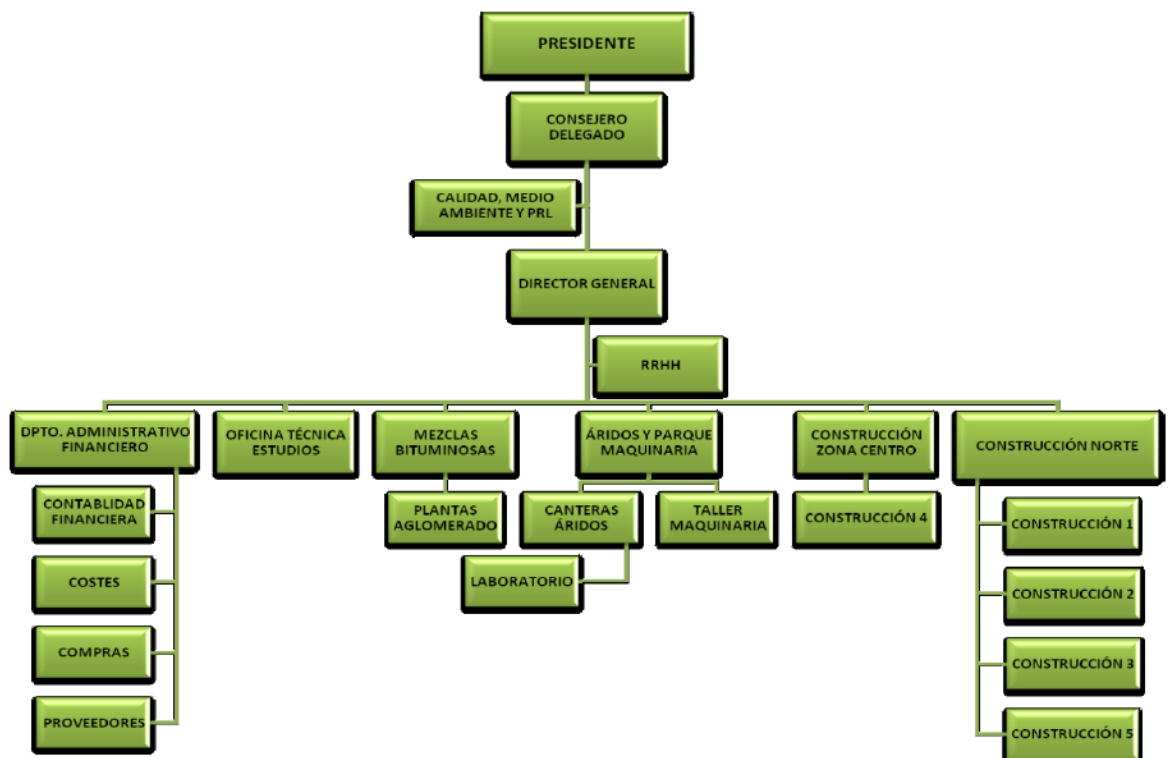 PRESIDENTE
CONSEJERO
DELEGADO
CALIDAD, MEDIO
AMBIENTE Y PRL
DIRECTOR GENERAL
RRHH
DPTO. ADMINISTRATIVO
FINANCIERO
OFICINA TÉCNICA
ESTUDIOS
MEZCLAS
BITUMINOSAS
ÁRIDOS Y PARQUE
MAQUINARIA
CONSTRUCCIÓN
ZONA CENTRO
CONSTRUCCIÓN NORTE
CONTABLIDAD
FINANCIERA
COSTES
COMPRAS
PROVEEDORES
PLANTAS
AGLOMERADO
CANTERAS
ÁRIDOS
TALLER
MAQUINARIA
LABORATORIO
CONSTRUCCIÓN 4
CONSTRUCCIÓN 1
CONSTRUCCIÓN 2
CONSTRUCCIÓN 3
CONSTRUCCIÓN 5